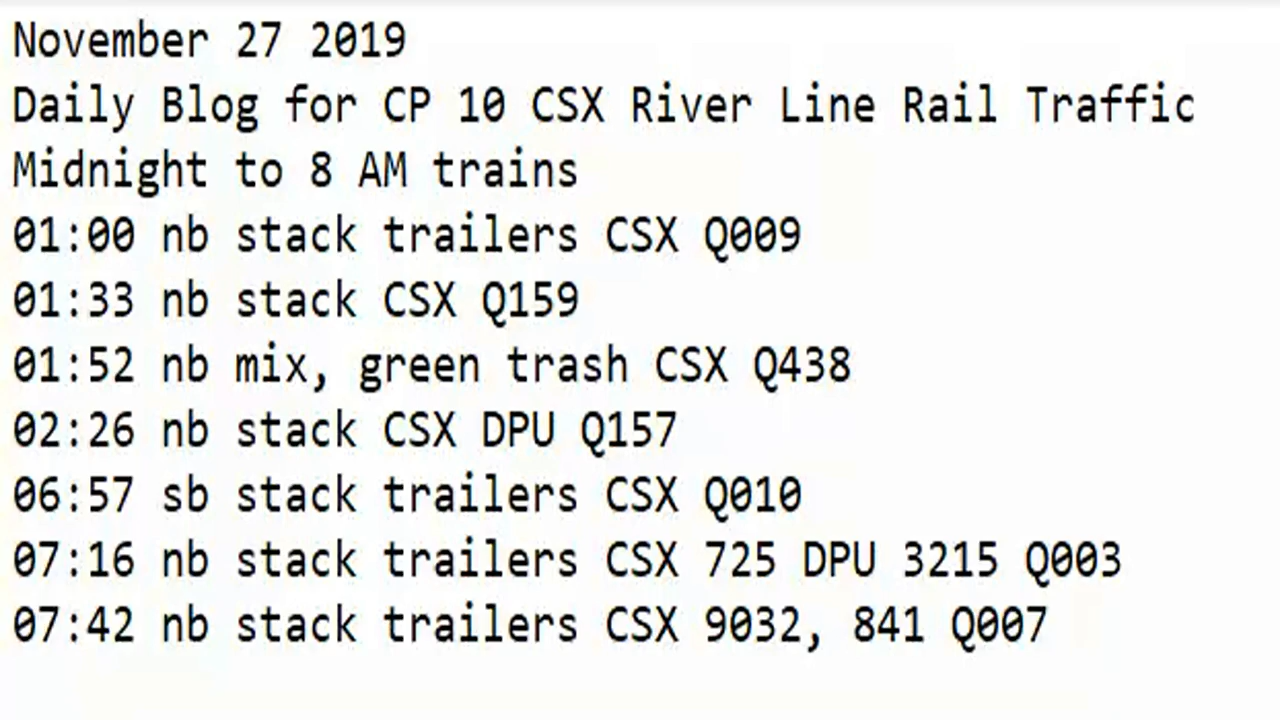 November 27 2019
Daily Blog for CP 10 CSX River Line Rail Traffic
Midnight to 8 AM trains
01:00 nb stack trailers CSX Q009
01:33 nb stack CSX Q159
01:52 nb mix, green trash CSX Q438
02:26 nb stack CSX DPU Q157
06:57 sb stack trailers CSX Q010
07:16 nb stack trailers CSX 725 DPU 3215 Q003
07:42 nb stack trailers CSX 9032, 841 Q007